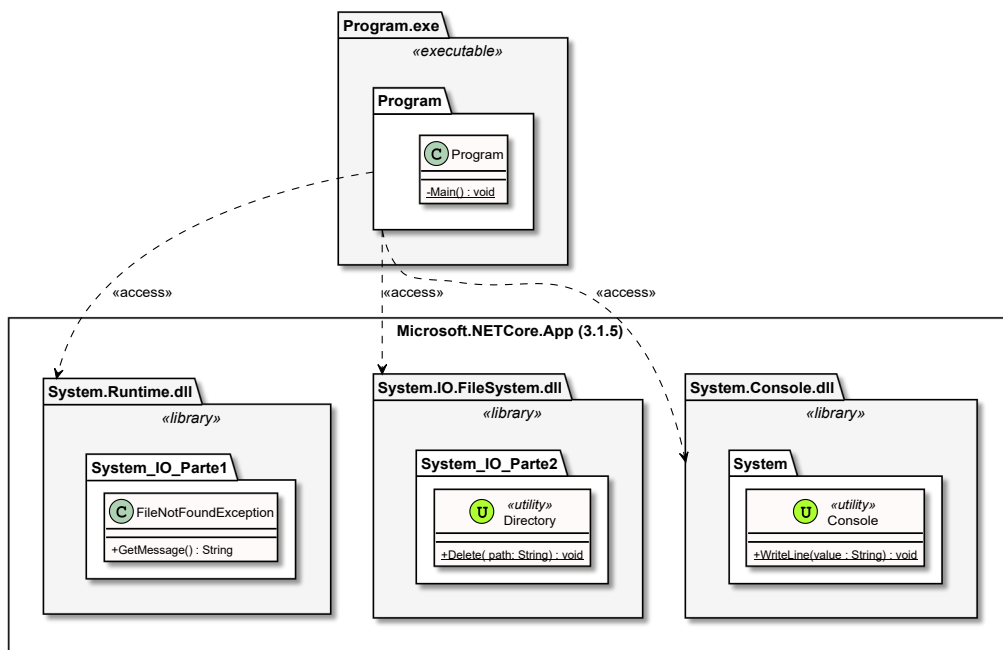 Program.exe
«executable»
Program
C Program
-Main() : void
«access»
«access»
«access»
Microsoft.NETCore.App (3.1.5)
System.Runtime.dll
«library»
System_IO_Parte1
C FileNotFoundException
+GetMessage() : String
System.IO.FileSystem.dll
«library»
System_IO_Parte2
U «utility»
Directory
+Delete( path: String) : void
System.Console.dll
«library»
System
U «utility»
Console
+WriteLine(value : String) : void